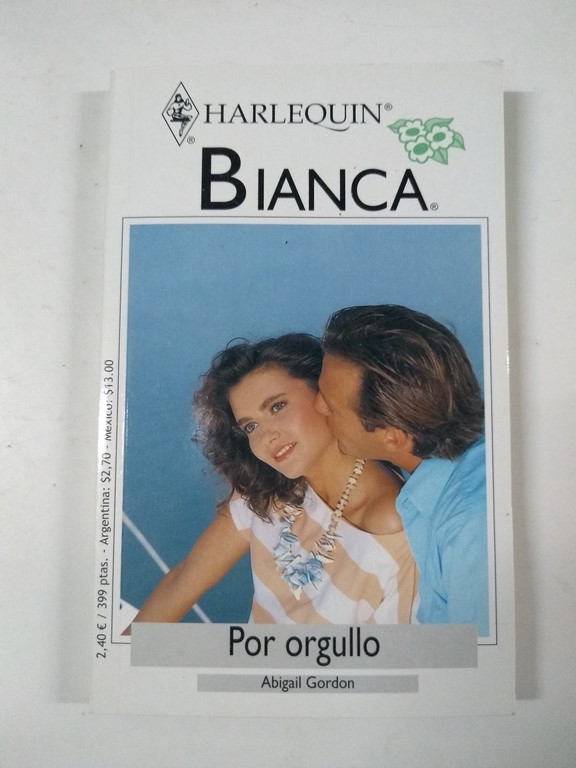 HARLEQUIN®
®
BIANCA®
2,40 € / 399 ptas. - Argentina: $2,70 - México: $13.00
Por orgullo
Abigail Gordon